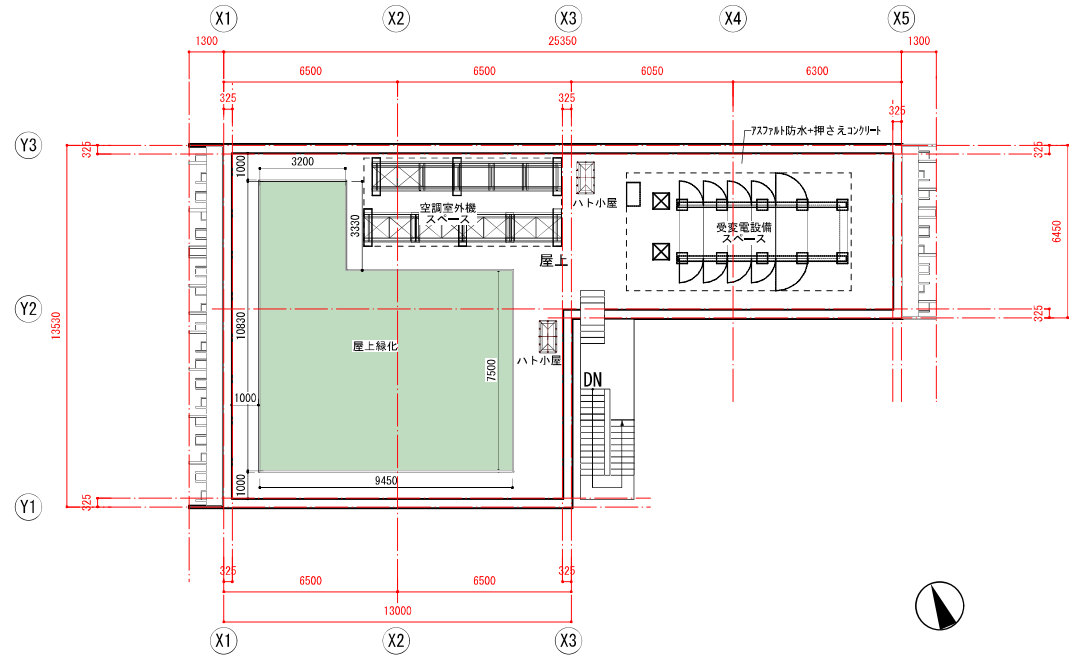 X1
X2
X3
X4
X5
1300
25350
1300
6500
6500
6050
6300
325
325
325
アスファルト防水+押さえコンクリート
Y3
325
1000
3200
325
空調室外機
スペース
ハト小屋
受変電設備
スペース
3330
6450
屋上
Y2
325
13530
10830
屋上緑化
ハト小屋
7500
DN
1000
9450
1000
Y1
325
325
325
6500
6500
13000
X1
X2
X3